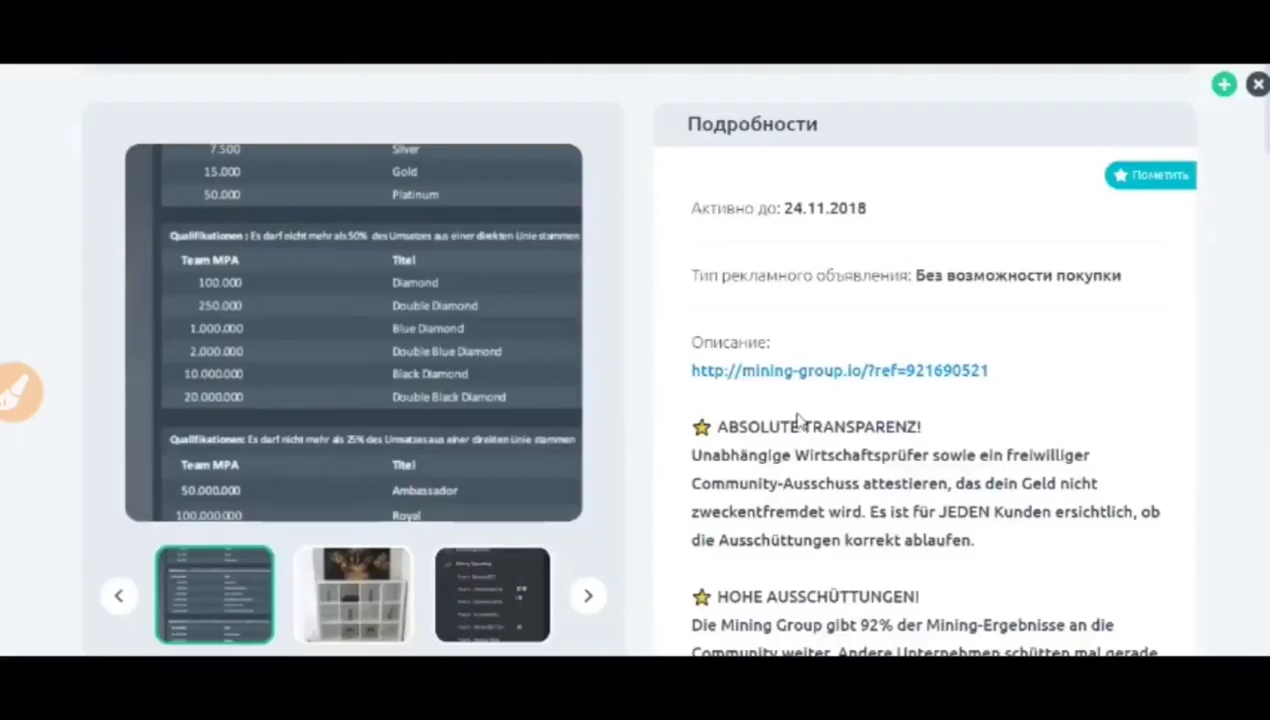 7.500 Silver
15.000 Gold
50.000 Platinum
Qualifikationen : Es darf nicht mehr als 50% des Umsatzes aus einer direkten Linie stammen
Team MPA Titel
100.000 Diamond
250.000 Double Diamond
1.000.000 Blue Diamond
2.000.000 Double Blue Diamond
10.000.000 Black Diamond
20.000.000 Double Black Diamond
Qualifikationen: Es darf nicht mehr als 25% des Umsatzes aus einer direkten Linie stammen
Team MPA Titel
50.000.000 Ambassador
100.000.000 Royal
Подробности
Пометить
Активно до: 24.11.2018
Тип рекламного объявления: Без возможности покупки
Описание:
http://mining-group.io/?ref=921690521
ABSOLUTE TRANSPARENZ!
Unabhängige Wirtschaftsprüfer sowie ein freiwilliger
Community-Ausschuss attestieren, das dein Geld nicht
zweckentfremdet wird. Es ist für JEDEN Kunden ersichtlich, ob
die Ausschüttungen korrekt ablaufen.
HOHE AUSSCHÜTTUNGEN!
Die Mining Group gibt 92% der Mining-Ergebnisse an die
Community weiter. Andere Unternehmen schütten mal gerade